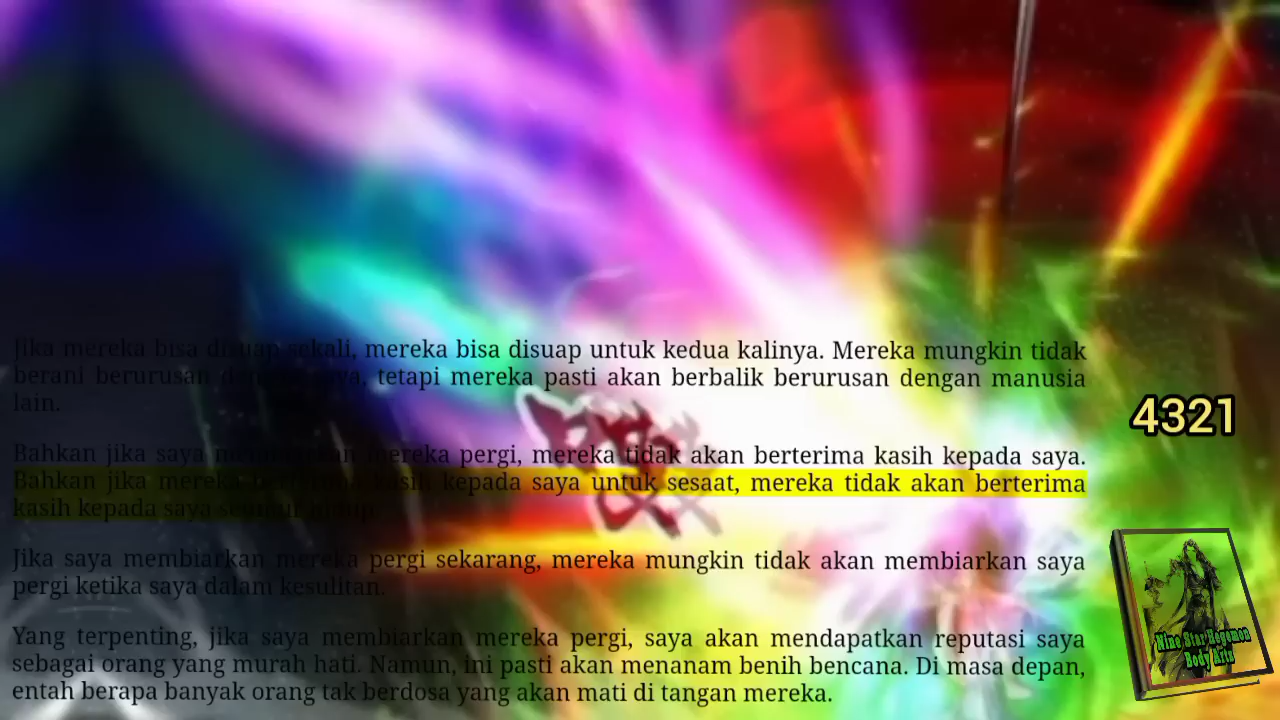 Jika mereka bisa disuap sekali, mereka bisa disuap untuk kedua kalinya. Mereka mungkin tidak
berani berurusan dengan saya, tetapi mereka pasti akan berbalik berurusan dengan manusia
lain.
Bahkan jika saya membiarkan mereka pergi, mereka tidak akan berterima kasih kepada saya.
Bahkan jika mereka berterima kasih kepada saya untuk sesaat, mereka tidak akan berterima
kasih kepada saya seumur hidup.
Jika saya membiarkan mereka pergi sekarang, mereka mungkin tidak akan membiarkan saya
pergi ketika saya dalam kesulitan.
Yang terpenting, jika saya membiarkan mereka pergi, saya akan mendapatkan reputasi saya
sebagai orang yang murah hati. Namun, ini pasti akan menanam benih bencana. Di masa depan,
entah berapa banyak orang tak berdosa yang akan mati di tangan mereka.
4321
Nine Star Hegemon
Body Arts